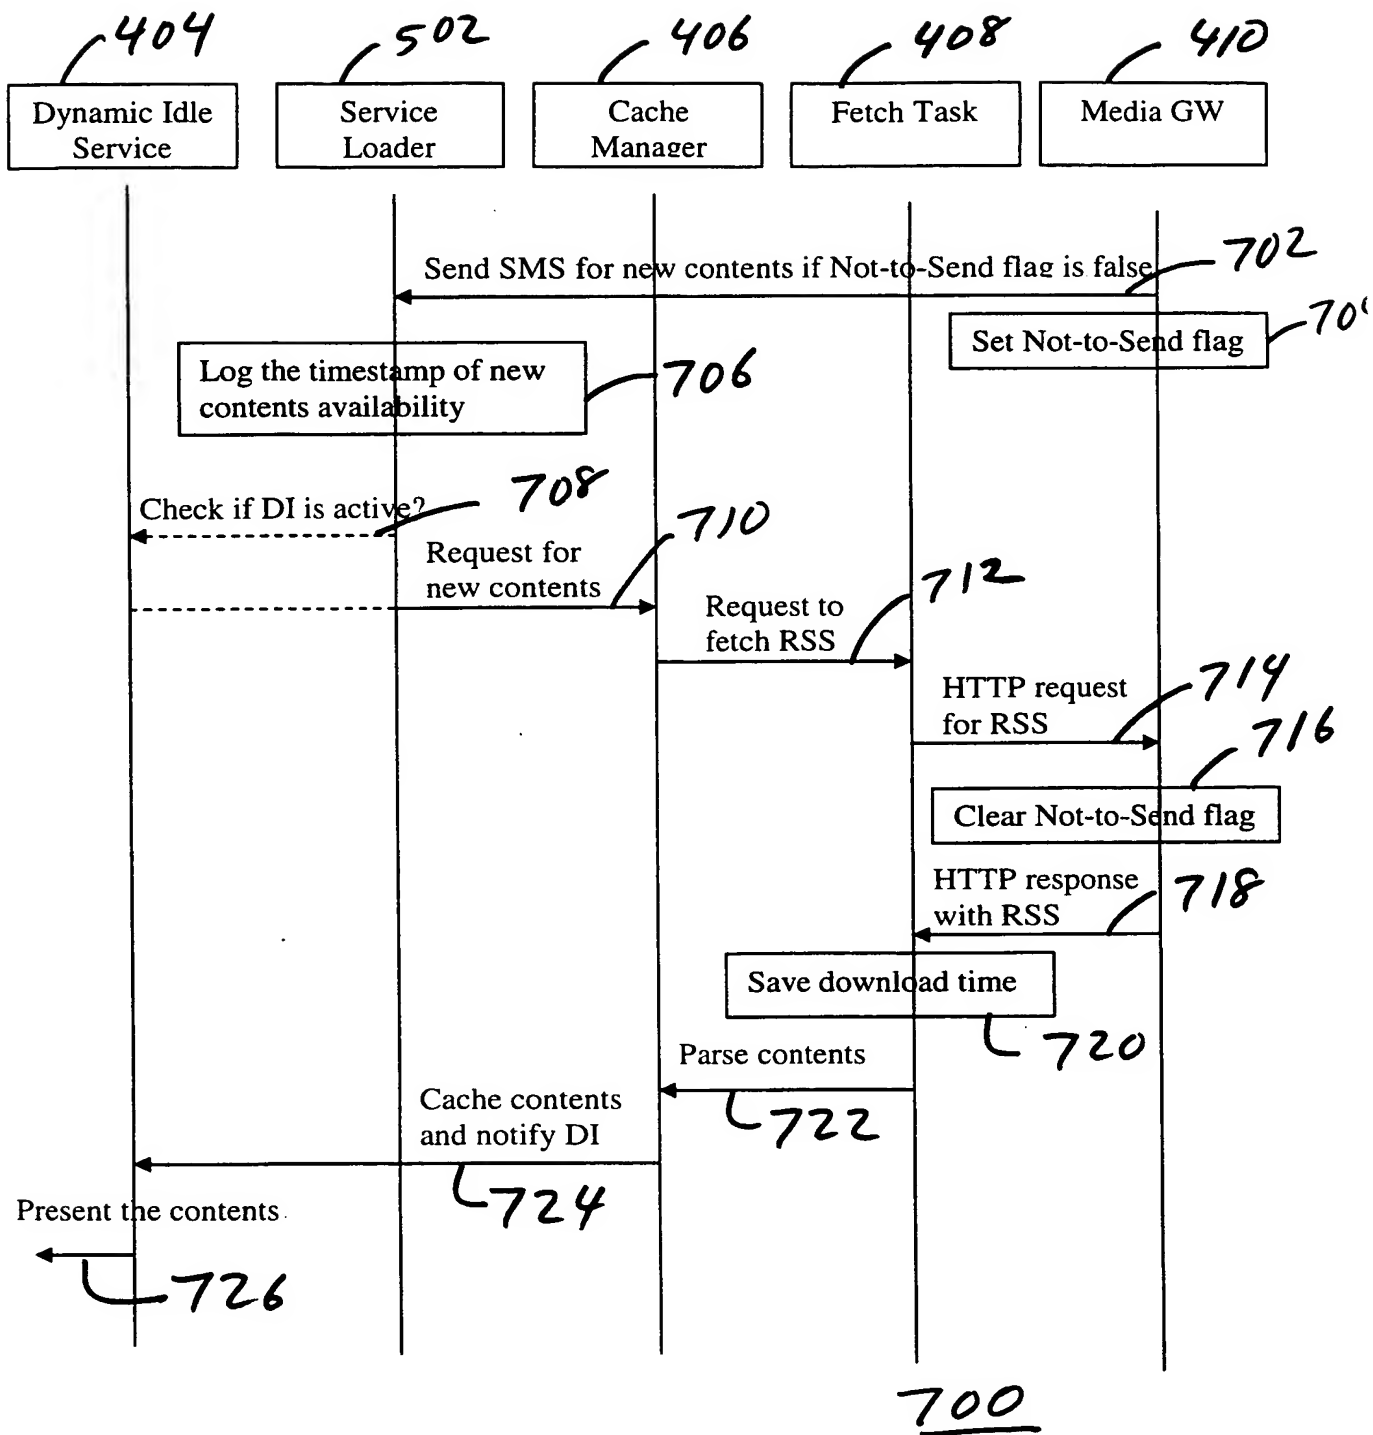 404
502
406
408
410
Dynamic Idle
Service
Service
Loader
Cache
Manager
Fetch Task
Media GW
Send SMS for new contents if Not-to-Send flag is false
702
Set Not-to-Send flag
Log the timestamp of new
contents availability
706
Check if DI is active?
708
Request for
new contents
710
Request to
fetch RSS
712
HTTP request
for RSS
714
716
Clear Not-to-Send flag
HTTP response
with RSS
718
Save download time
720
Parse contents
722
Cache contents
and notify DI
724
Present the contents
726
700